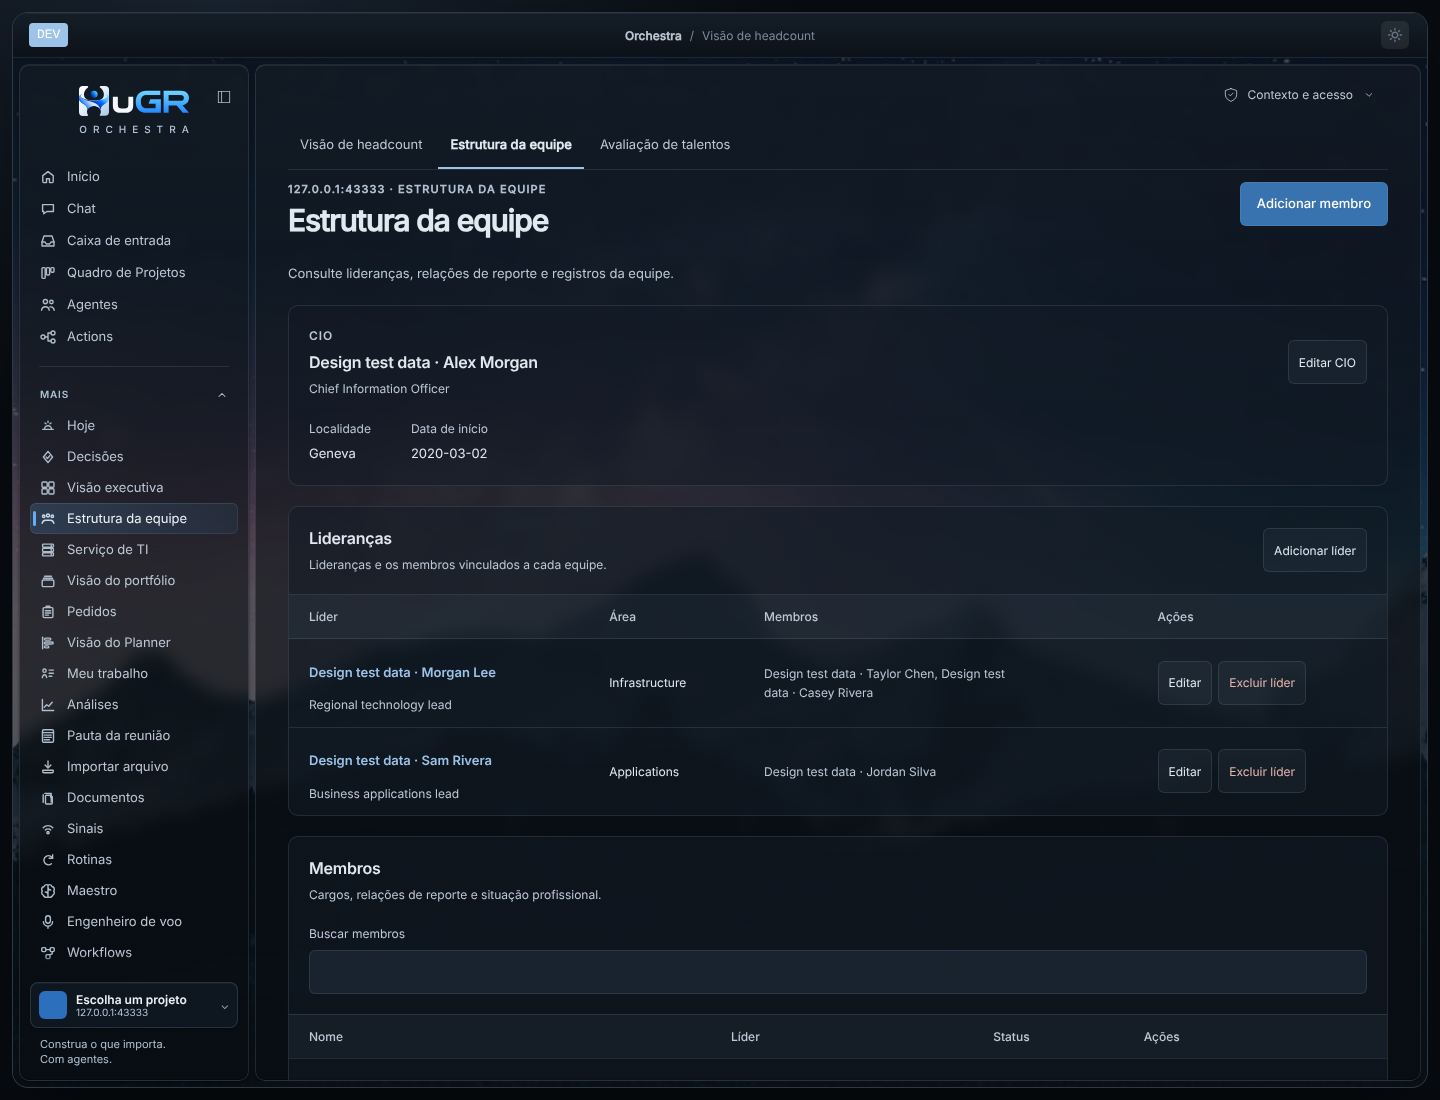 DEV
Orchestra / Visão de headcount
HuGR
ORCHESTRA
Contexto e acesso
Início
Chat
Caixa de entrada
Quadro de Projetos
Agentes
Actions
MAIS
Hoje
Decisões
Visão executiva
Estrutura da equipe
Serviço de TI
Visão do portfólio
Pedidos
Visão do Planner
Meu trabalho
Análises
Pauta da reunião
Importar arquivo
Documentos
Sinais
Rotinas
Maestro
Engenheiro de voo
Workflows
Escolha um projeto
127.0.0.1:43333
Construa o que importa.
Com agentes.
Visão de headcount
Estrutura da equipe
Avaliação de talentos
127.0.0.1:43333 · ESTRUTURA DA EQUIPE
Estrutura da equipe
Adicionar membro
Consulte lideranças, relações de reporte e registros da equipe.
CIO
Design test data · Alex Morgan
Chief Information Officer
Editar CIO
Localidade
Data de início
Geneva
2020-03-02
Lideranças
Lideranças e os membros vinculados a cada equipe.
Adicionar líder
Líder
Área
Membros
Ações
Design test data · Morgan Lee
Regional technology lead
Infrastructure
Design test data · Taylor Chen, Design test
data · Casey Rivera
Editar
Excluir líder
Design test data · Sam Rivera
Business applications lead
Applications
Design test data · Jordan Silva
Editar
Excluir líder
Membros
Cargos, relações de reporte e situação profissional.
Buscar membros
Nome
Líder
Status
Ações